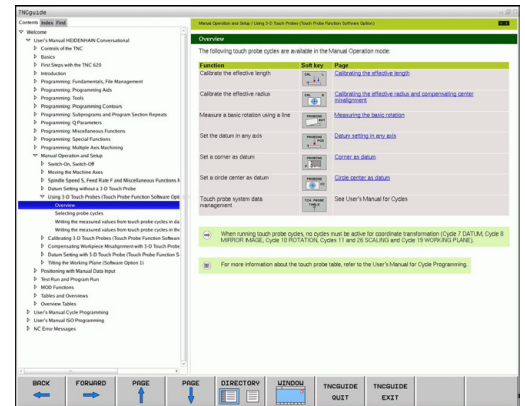 TNCguide
Contents Index Find
Manual Operation and Setup / Using 3-D Touch Probes (Touch Probe Function Software Option)
Welcome
User's Manual HEIDENHAIN Conversational
Controls of the TNC
Basics
First Steps with the TNC 620
Introduction
Programming: Fundamentals, File Management
Programming: Programming Aids
Programming: Tools
Programming: Programming Contours
Programming: Subprograms and Program Section Repeats
Programming: Q Parameters
Programming: Miscellaneous Functions
Programming: Special Functions
Programming: Multiple Axis Machining
Manual Operation and Setup
Switch-On, Switch-Off
Moving the Machine Axes
Spindle Speed S, Feed Rate F and Miscellaneous Functions M
Datum Setting without a 3-D Touch Probe
Using 3-D Touch Probes (Touch Probe Function Software Opti
Overview
Selecting probe cycles
Writing the measured values from touch probe cycles in da
Writing the measured values from touch probe cycles in the
Calibrating 3-D Touch Probes (Touch Probe Function Software
Compensating Workpiece Misalignment with 3-D Touch Probe
Datum Setting with 3-D Touch Probe (Touch Probe Function S
Tilting the Working Plane (Software Option 1)
Positioning with Manual Data Input
Test Run and Program Run
MOD Functions
Tables and Overviews
Overview Tables
User's Manual Cycle Programming
User's Manual ISO Programming
NC Error Messages
Overview
The following touch probe cycles are available in the Manual Operation mode:
Function Soft key Page
Calibrate the effective length Calibrating the effective length
Calibrate the effective radius Calibrating the effective radius and compensating center misalignment
Measure a basic rotation using a line Measuring the basic rotation
Set the datum in any axis Datum setting in any axis
Set a corner as datum Corner as datum
Set a circle center as datum Circle center as datum
Touch probe system data management TCH PROBE TABLE See User's Manual for Cycles
When running touch probe cycles, no cycles must be active for coordinate transformation (Cycle 7 DATUM, Cycle 8 MIRROR IMAGE, Cycle 10 ROTATION, Cycles 11 and 26 SCALING and Cycle 19 WORKING PLANE).
For more information about the touch probe table, refer to the User's Manual for Cycle Programming.
BACK FORWARD PAGE PAGE DIRECTORY WINDOW TNCGUIDE QUIT TNCGUIDE EXIT